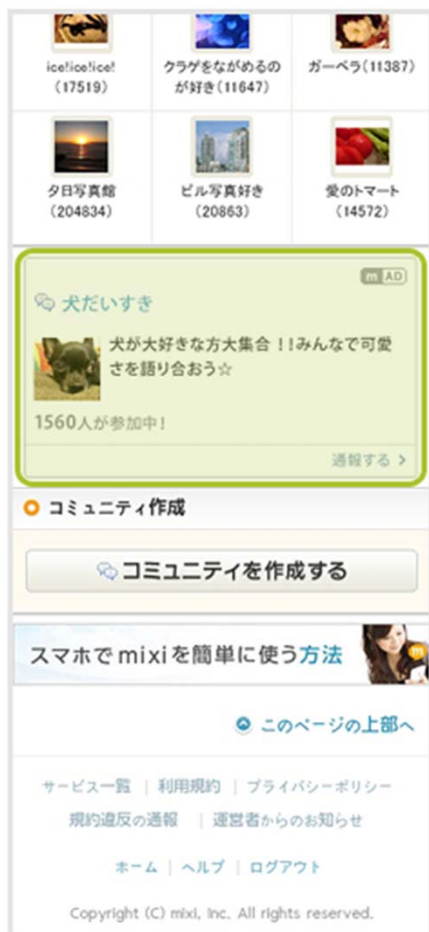 ice!ice!ice!
(17519)
クラゲをながめるの
が好き(11647)
ガーベラ(11387)
夕日写真館
(204834)
ビル写真好き
(20863)
愛のトマート
(14572)
m AD
犬だいすき
犬が大好きな方大集合！!みんなで可愛
さを語り合おう☆
1560人が参加中!
通報する >
コミュニティ作成
コミュニティを作成する
スマホでmixiを簡単に使う方法
m
このページの上部へ
サービス一覧 | 利用規約 | プライバシーポリシー
規約違反の通報 | 運営者からのお知らせ
ホーム | ヘルプ | ログアウト
Copyright (C) mixi, Inc. All rights reserved.